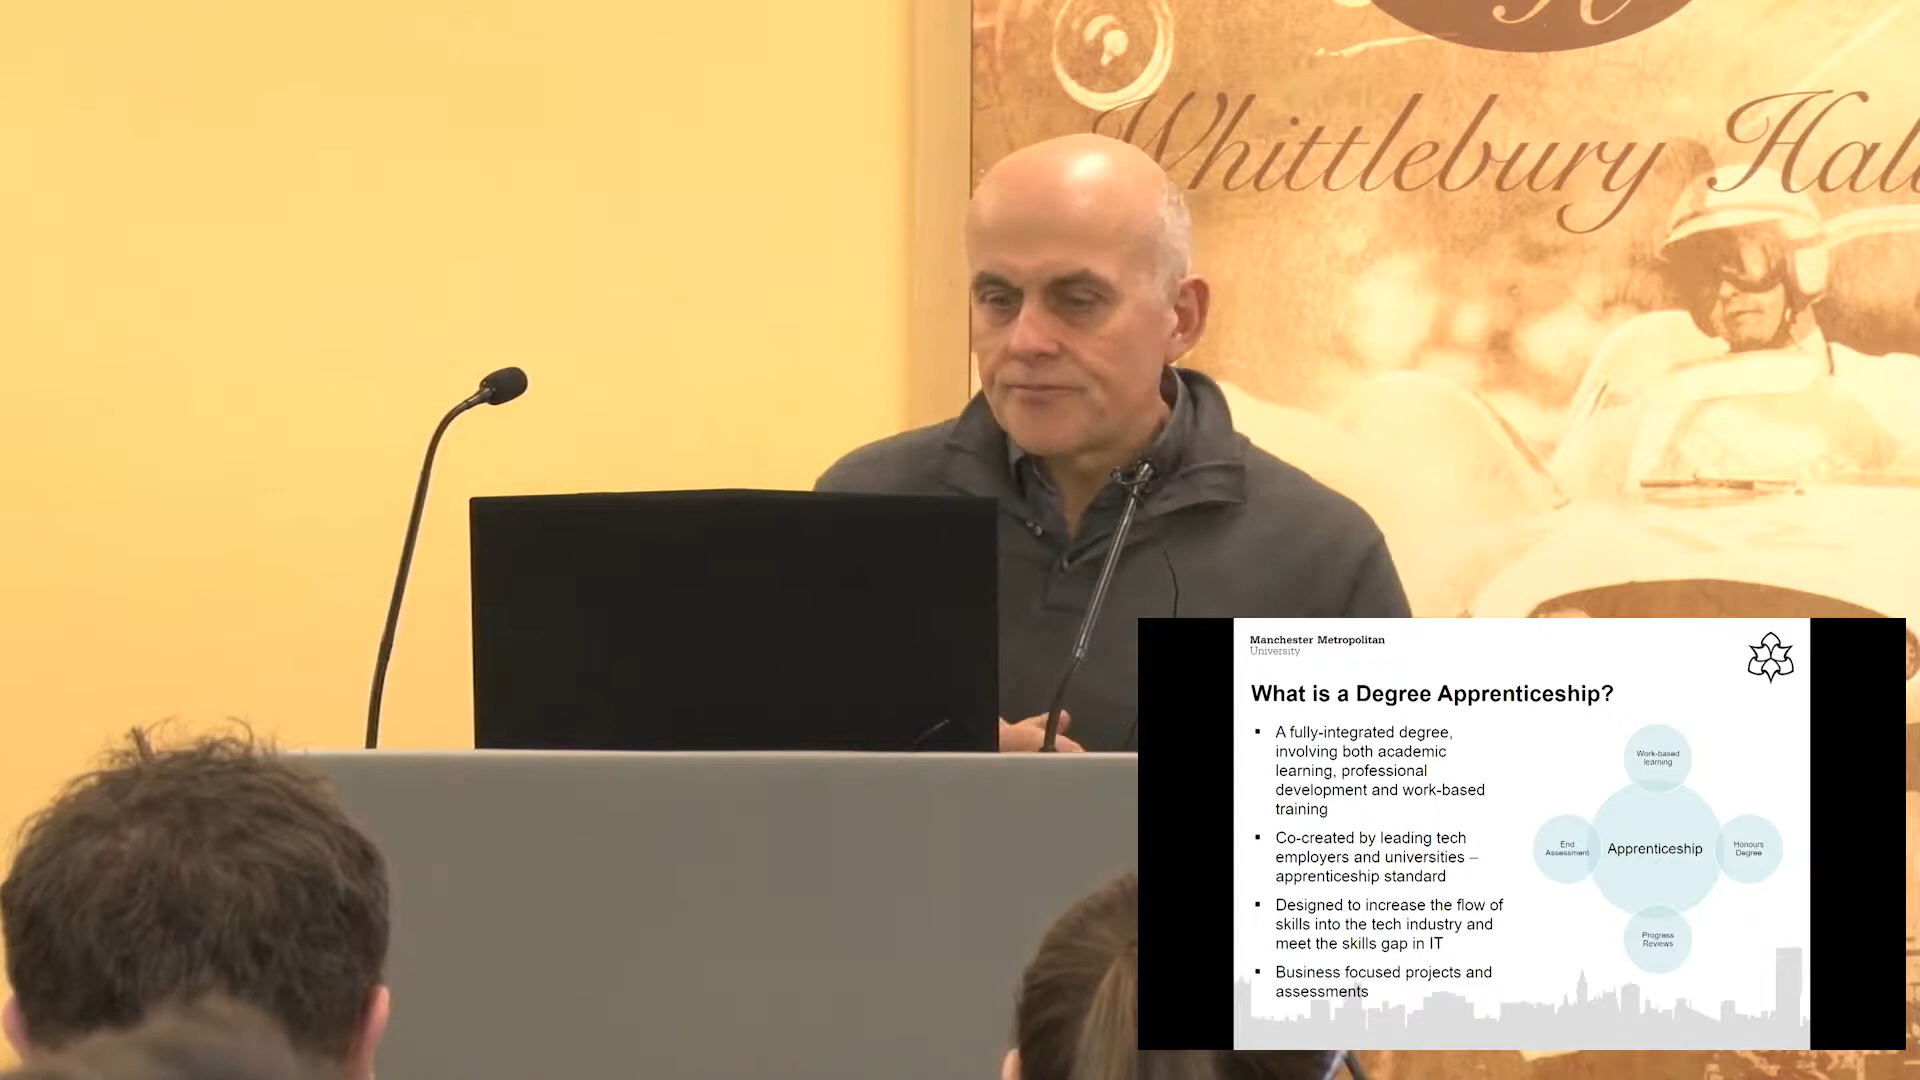 Whittlebury Hall
Manchester Metropolitan
University
What is a Degree Apprenticeship?
▪ A fully-integrated degree,
involving both academic
learning, professional
development and work-based
training
▪ Co-created by leading tech
employers and universities –
apprenticeship standard
▪ Designed to increase the flow of
skills into the tech industry and
meet the skills gap in IT
▪ Business focused projects and
assessments
Work-based
learning
End
Assessment
Apprenticeship
Honours
Degree
Progress
Reviews